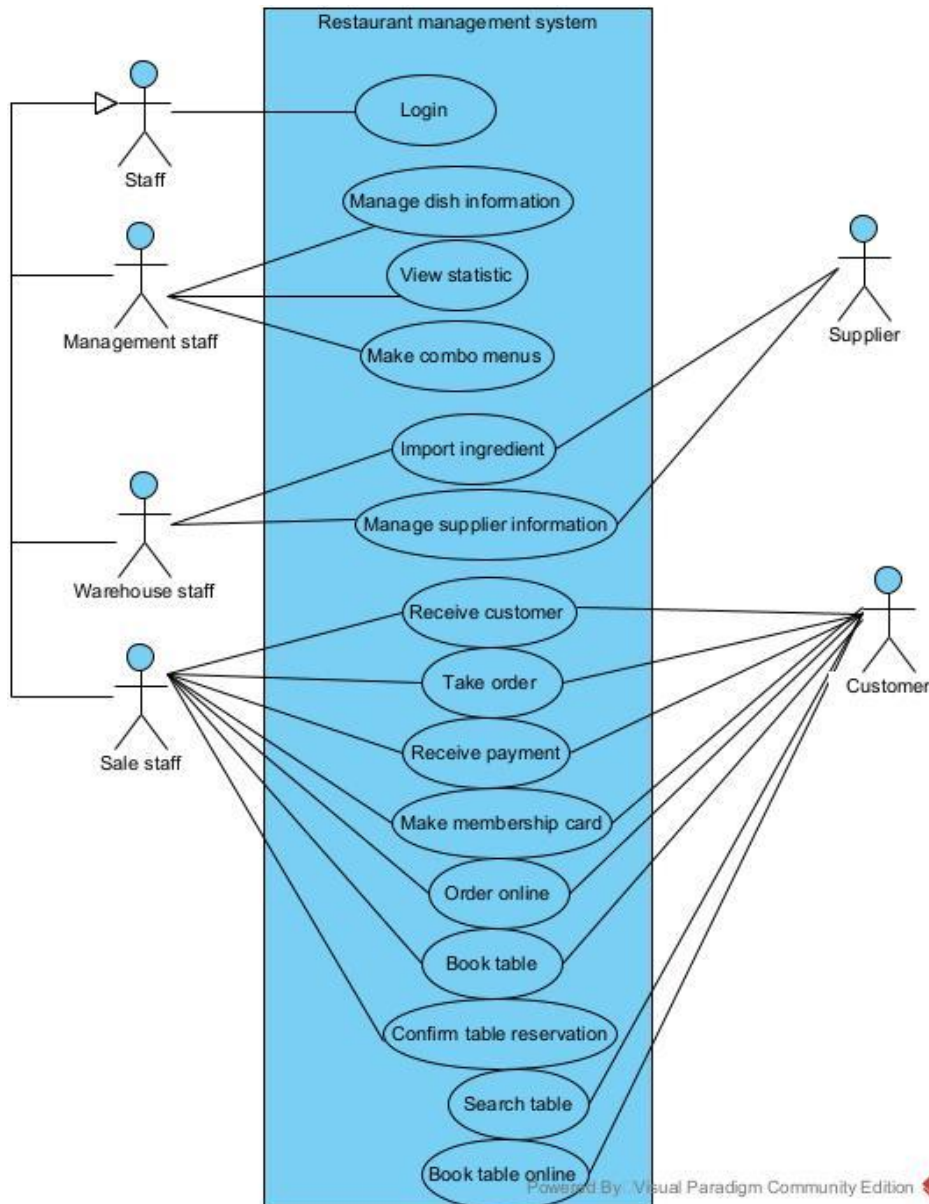 Restaurant management system
Login
Staff
Manage dish information
View statistic
Management staff
Supplier
Make combo menus
Import ingredient
Manage supplier information
Warehouse staff
Receive customer
Take order
Customer
Receive payment
Sale staff
Make membership card
Order online
Book table
Confirm table reservation
Search table
Book table online
Powered By Visual Paradigm Community Edition